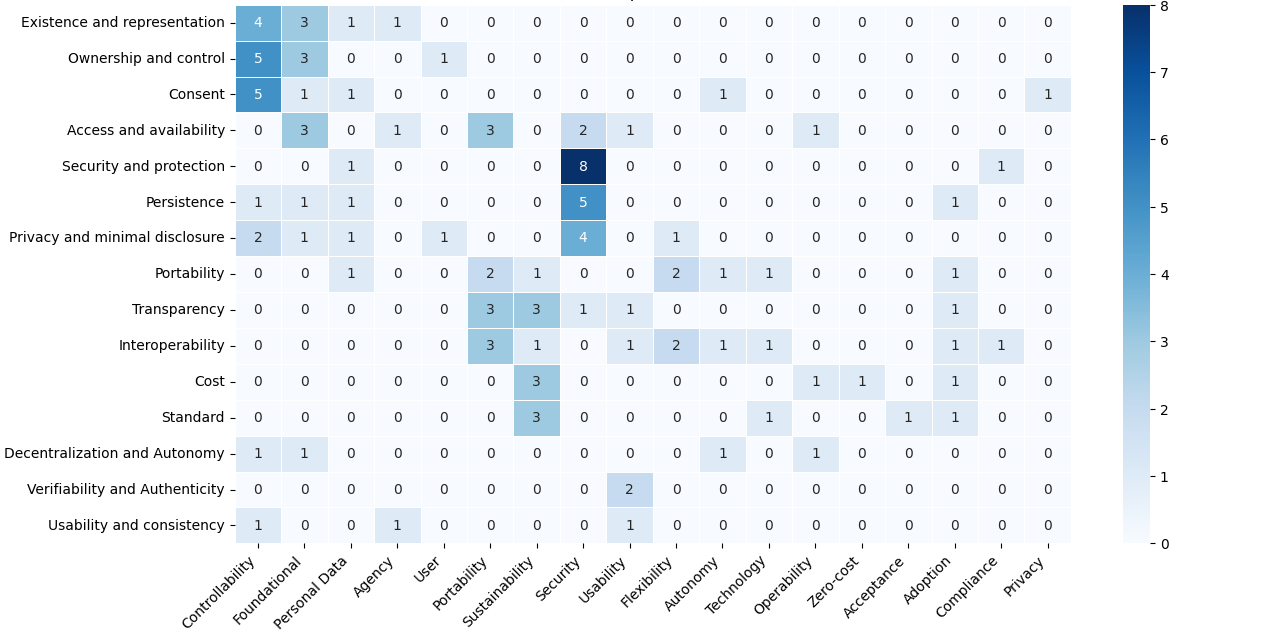 Existence and representation 4 3 1 1 0 0 0 0 0 0 0 0 0 0 0 0 0 0
Ownership and control 5 3 0 0 1 0 0 0 0 0 0 0 0 0 0 0 0 0
Consent 5 1 1 0 0 0 0 0 0 0 1 0 0 0 0 0 0 1
Access and availability 0 3 0 1 0 3 0 2 1 0 0 0 1 0 0 0 0 0
Security and protection 0 0 1 0 0 0 0 8 0 0 0 0 0 0 0 0 1 0
Persistence 1 1 1 0 0 0 0 5 0 0 0 0 0 0 0 1 0 0
Privacy and minimal disclosure 2 1 1 0 1 0 0 4 0 1 0 0 0 0 0 0 0 0
Portability 0 0 1 0 0 2 1 0 0 2 1 1 0 0 0 1 0 0
Transparency 0 0 0 0 0 3 3 1 1 0 0 0 0 0 0 1 0 0
Interoperability 0 0 0 0 0 3 1 0 1 2 1 1 0 0 0 1 1 0
Cost 0 0 0 0 0 0 3 0 0 0 0 0 1 1 0 1 0 0
Standard 0 0 0 0 0 0 3 0 0 0 0 1 0 0 1 1 0 0
Decentralization and Autonomy 1 1 0 0 0 0 0 0 0 0 1 0 1 0 0 0 0 0
Verifiability and Authenticity 0 0 0 0 0 0 0 0 2 0 0 0 0 0 0 0 0 0
Usability and consistency 1 0 0 1 0 0 0 0 1 0 0 0 0 0 0 0 0 0
Controllability
Foundational
Personal Data
Agency
User
Portability
Sustainability
Security
Usability
Flexibility
Autonomy
Technology
Operability
Zero-cost
Acceptance
Adoption
Compliance
Privacy
8
7
6
5
4
3
2
1
0